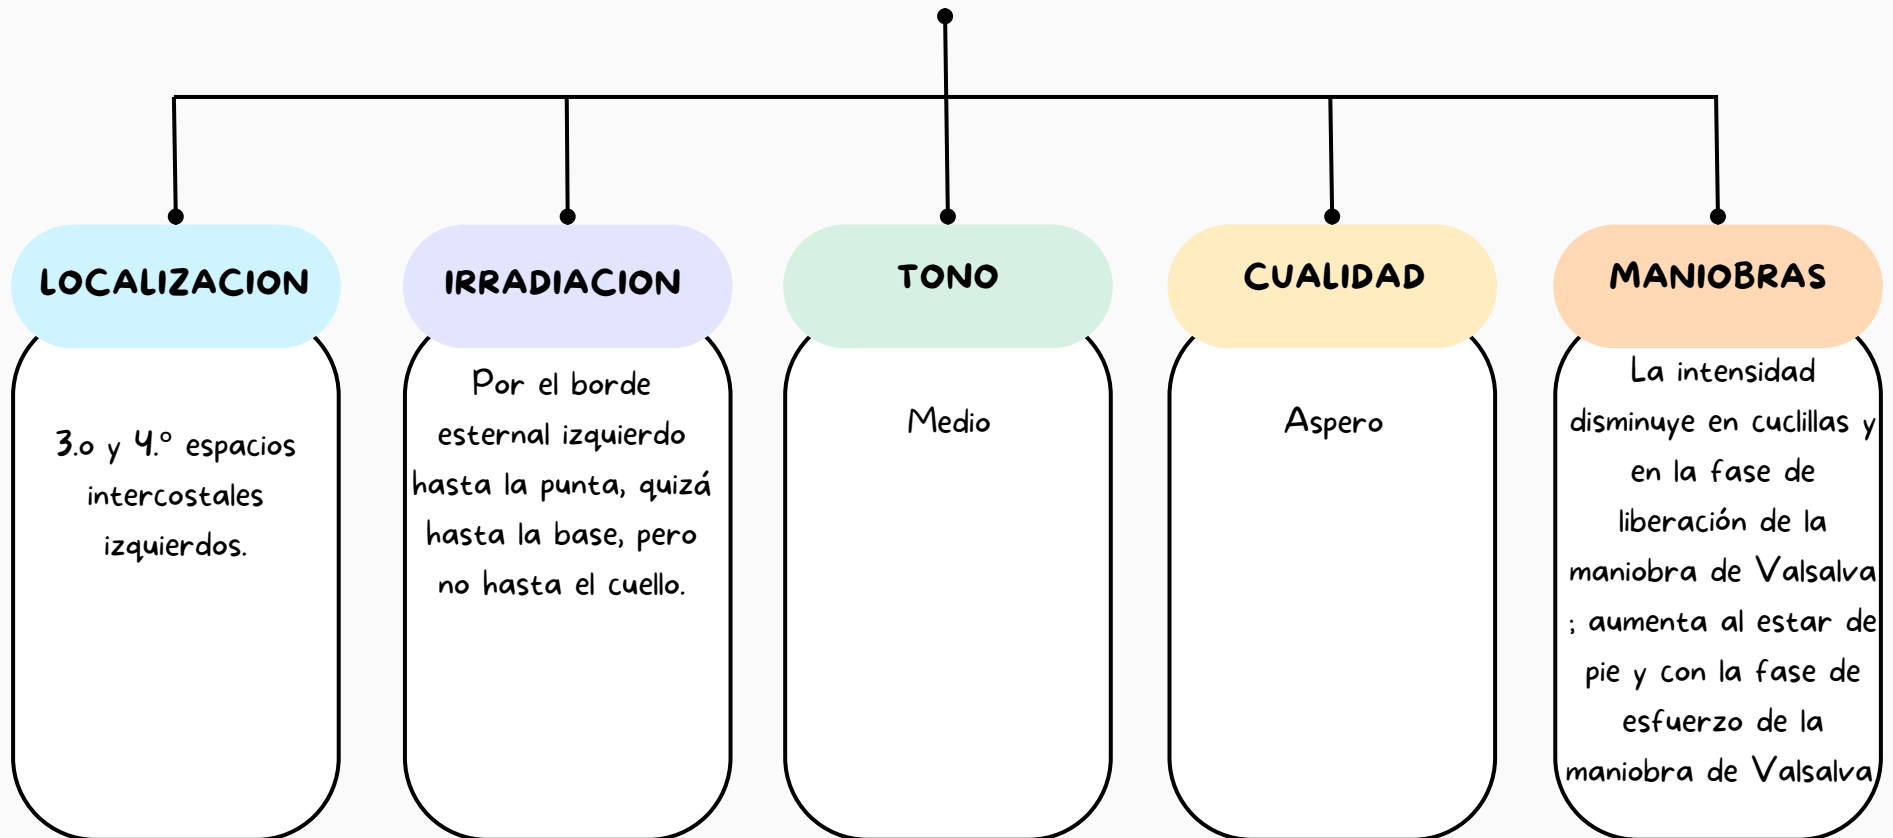 LOCALIZACION
3.o y 4.º espacios
intercostales
izquierdos.
IRRADIACION
Por el borde
esternal izquierdo
hasta la punta, quizá
hasta la base, pero
no hasta el cuello.
TONO
Medio
CUALIDAD
Aspero
MANIOBRAS
La intensidad
disminuye en cuclillas y
en la fase de
liberación de la
maniobra de Valsalva
; aumenta al estar de
pie y con la fase de
esfuerzo de la
maniobra de Valsalva